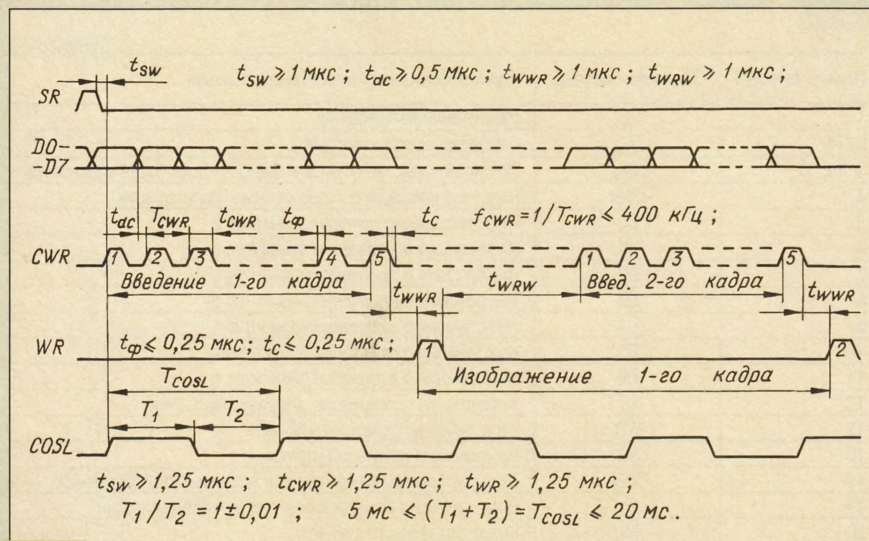 t_SW
t_SW ≥ 1 мкс ; t_dc ≥ 0,5 мкс ; t_WWR ≥ 1 мкс ; t_WRW ≥ 1 мкс ;
SR
D0-
-D7
t_dc T_CWR t_CWR t_ф t_c f_CWR = 1/T_CWR ≤ 400 кГц ;
CWR 1 2 3 4 5 1 2 3 5
Введение 1-го кадра t_WWR t_WRW Введ. 2-го кадра t_WWR
WR t_ф ≤ 0,25 мкс ; t_c ≤ 0,25 мкс ; 1 2
T_COSL Изображение 1-го кадра
T_1 T_2
COSL
t_SW ≥ 1,25 мкс ; t_CWR ≥ 1,25 мкс ; t_WR ≥ 1,25 мкс ;
T_1 / T_2 = 1 ± 0,01 ; 5 мс ≤ (T_1 + T_2) = T_COSL ≤ 20 мс .